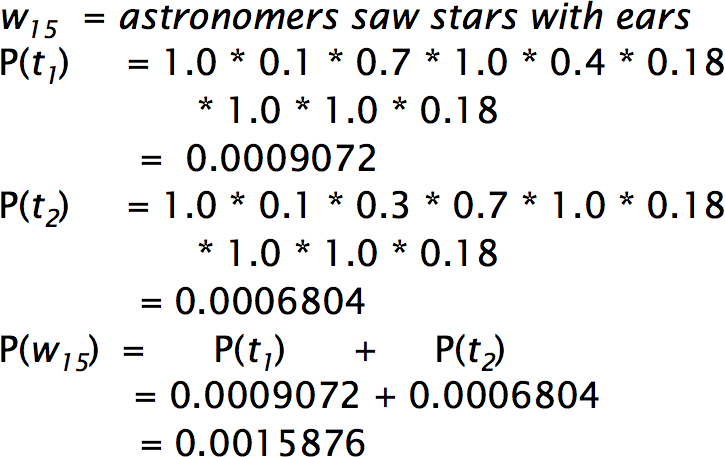 w15 = astronomers saw stars with ears
P(t1) = 1.0 * 0.1 * 0.7 * 1.0 * 0.4 * 0.18
* 1.0 * 1.0 * 0.18
= 0.0009072
P(t2) = 1.0 * 0.1 * 0.3 * 0.7 * 1.0 * 0.18
* 1.0 * 1.0 * 0.18
= 0.0006804
P(w15) = P(t1) + P(t2)
= 0.0009072 + 0.0006804
= 0.0015876